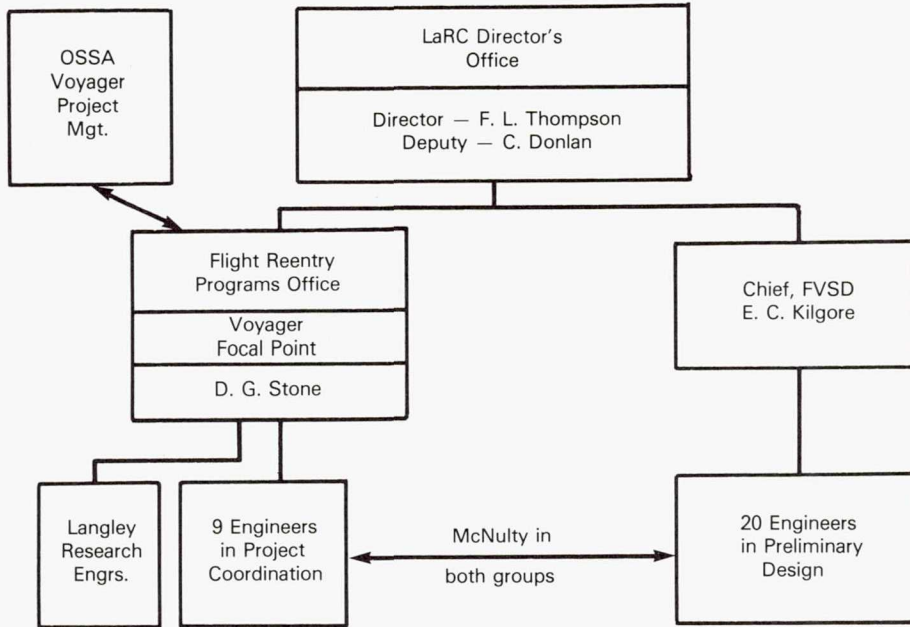 OSSA
Voyager
Project
Mgt.
LaRC Director's
Office
Director — F. L. Thompson
Deputy — C. Donlan
Flight Reentry
Programs Office
Voyager
Focal Point
D. G. Stone
Chief, FVSD
E. C. Kilgore
Langley
Research
Engrs.
9 Engineers
in Project
Coordination
McNulty in
both groups
20 Engineers
in Preliminary
Design